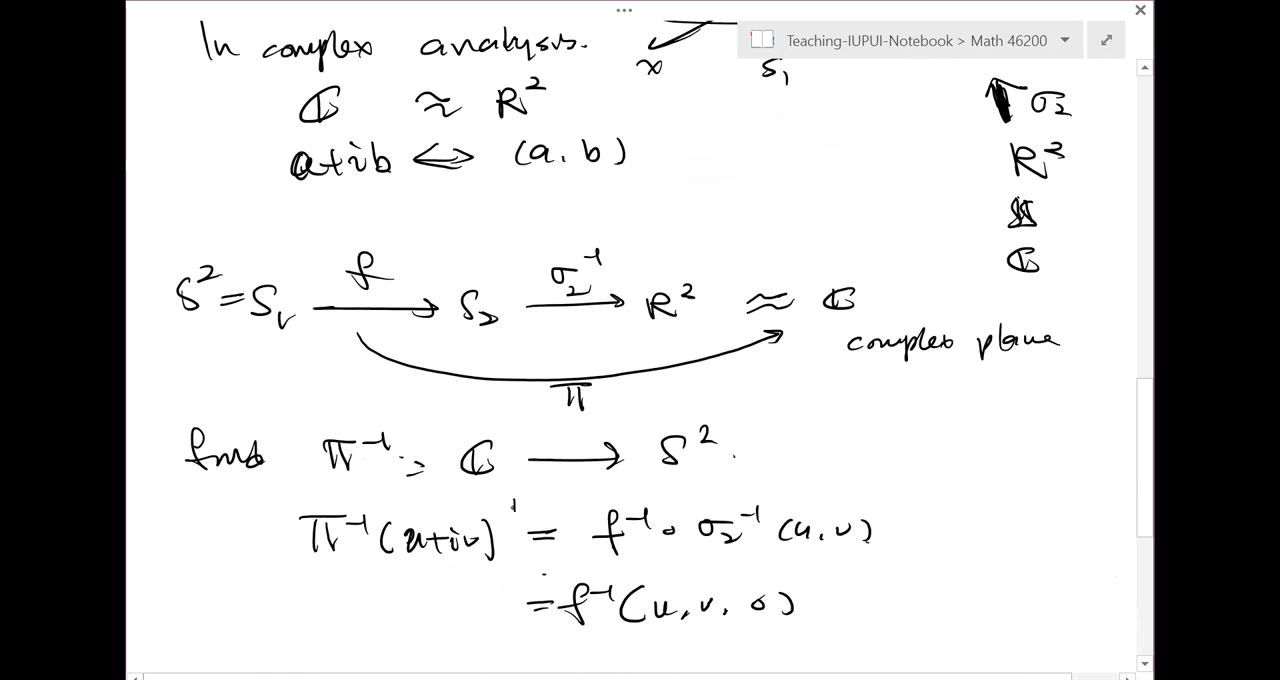 In complex analysis.
x
S₁
Teaching-IUPUI-Notebook > Math 46200
ℂ ≈ R²
a+ib ⟺ (a, b)
↑ σ₂
R²
ℂ
S² = S₁ —f→ S₂ —σ₂⁻¹→ R² ≈ ℂ
complex plane
π
find π⁻¹ : ℂ ⟶ S².
π⁻¹(u+iv) = f⁻¹ ∘ σ₂⁻¹ (u, v)
= f⁻¹(u, v, 0)